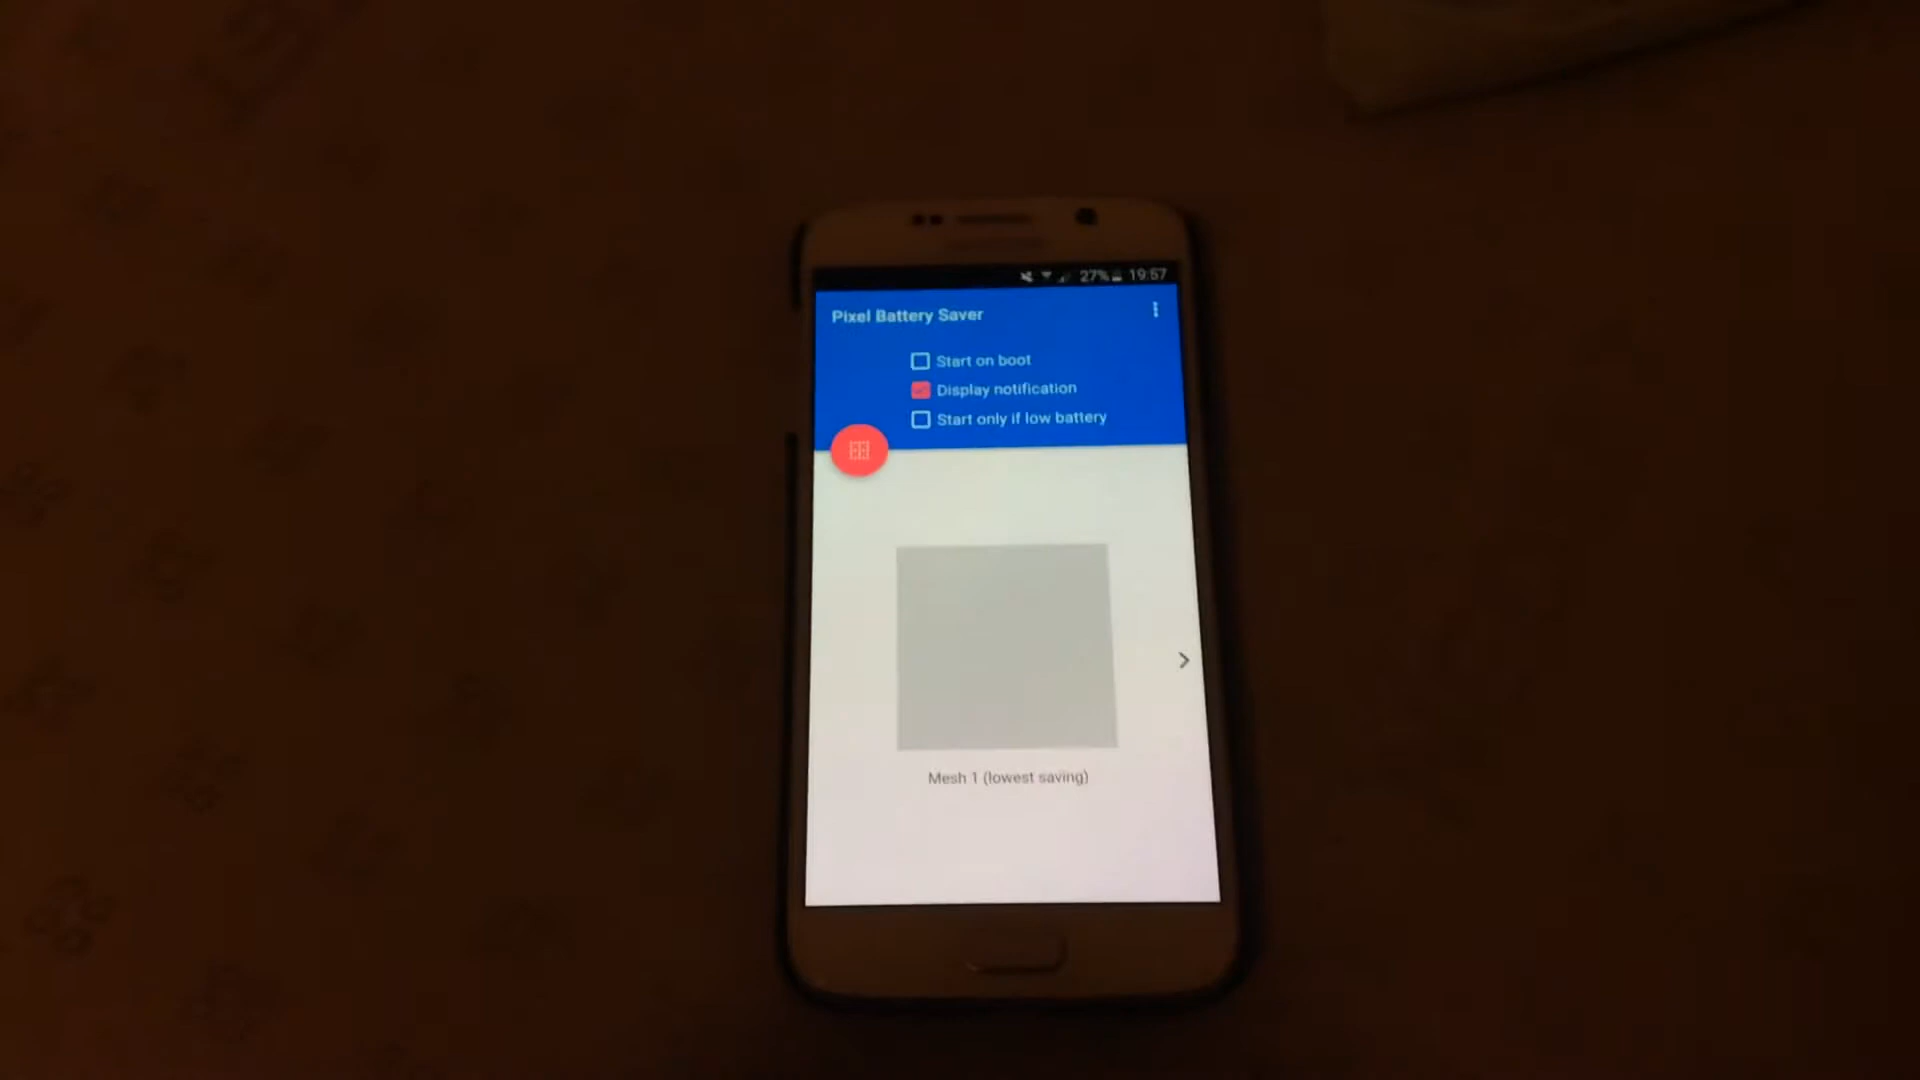 27% 19:57
Pixel Battery Saver
Start on boot
Display notification
Start only if low battery
Mesh 1 (lowest saving)